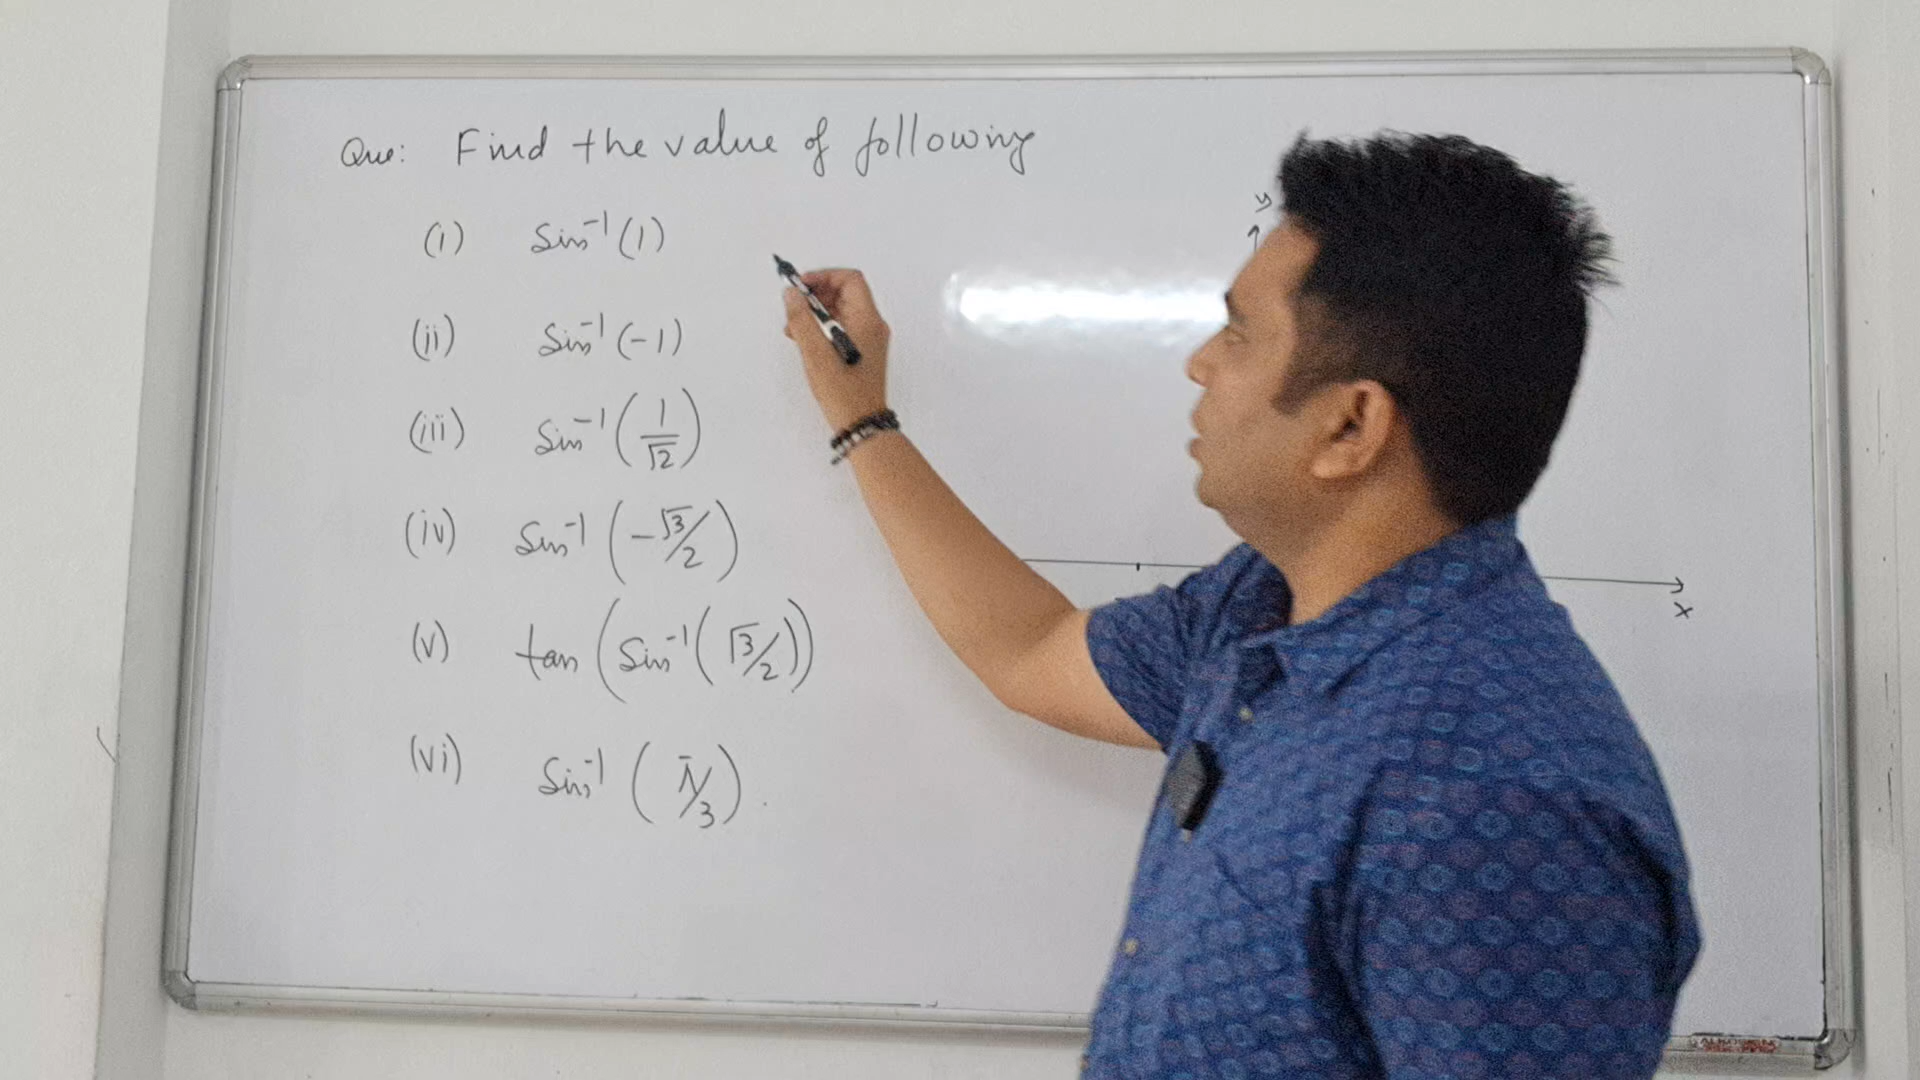 Que: Find the value of following
(i) Sin⁻¹(1)
(ii) Sin⁻¹(-1)
(iii) Sin⁻¹(1/√2)
(iv) Sin⁻¹(-√3/2)
(v) tan(Sin⁻¹(√3/2))
(vi) Sin⁻¹(π/3).
y
x